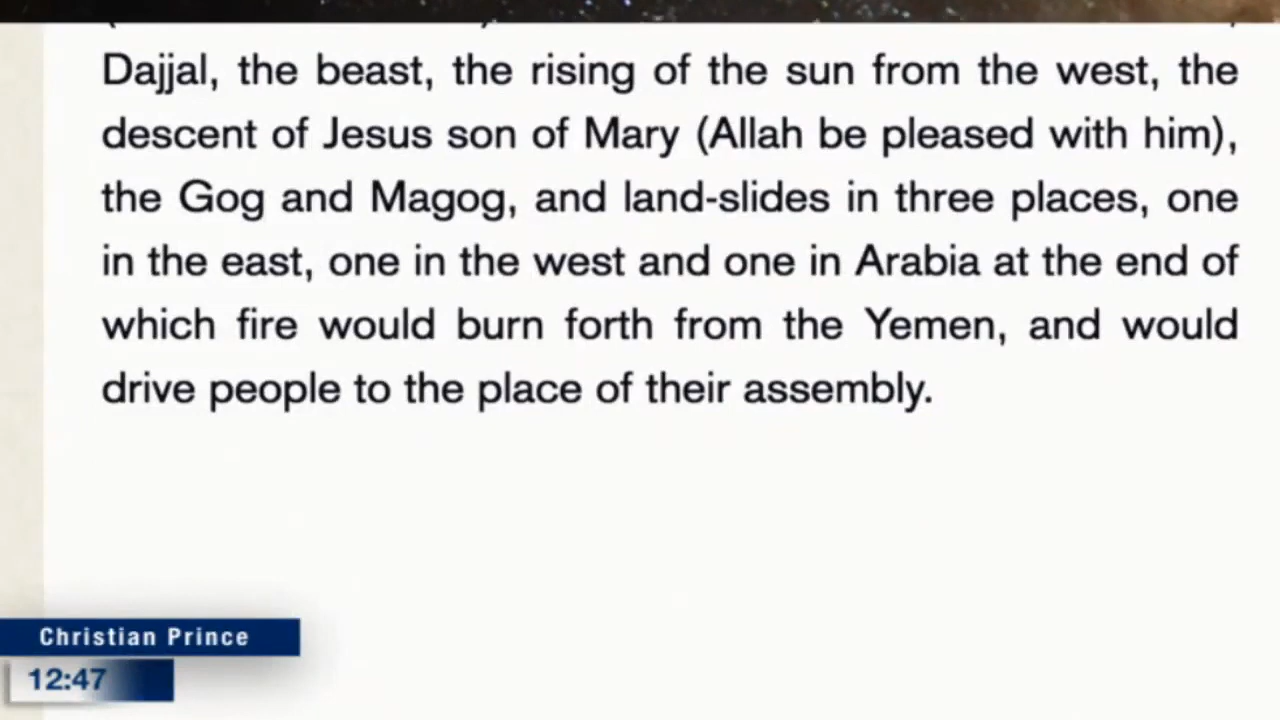 Dajjal, the beast, the rising of the sun from the west, the
descent of Jesus son of Mary (Allah be pleased with him),
the Gog and Magog, and land-slides in three places, one
in the east, one in the west and one in Arabia at the end of
which fire would burn forth from the Yemen, and would
drive people to the place of their assembly.
Christian Prince
12:47